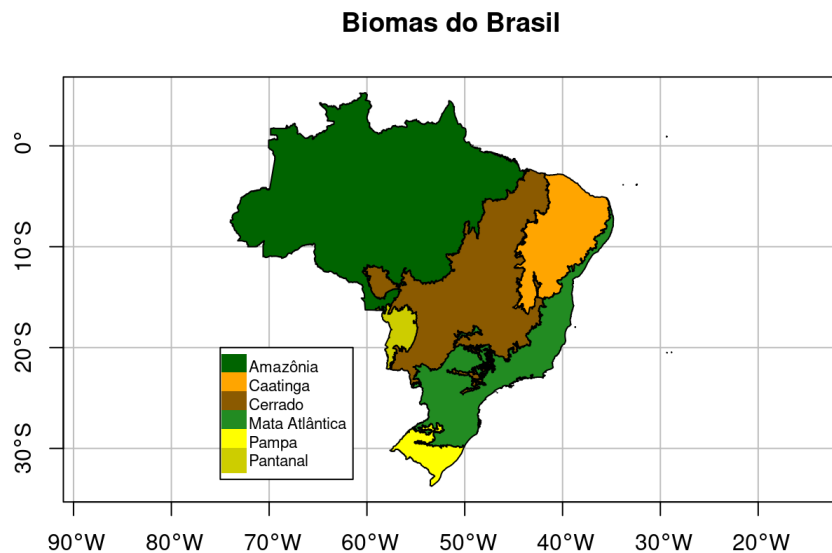 Biomas do Brasil
0°
10°S
20°S
30°S
Amazônia
Caatinga
Cerrado
Mata Atlântica
Pampa
Pantanal
90°W 80°W 70°W 60°W 50°W 40°W 30°W 20°W